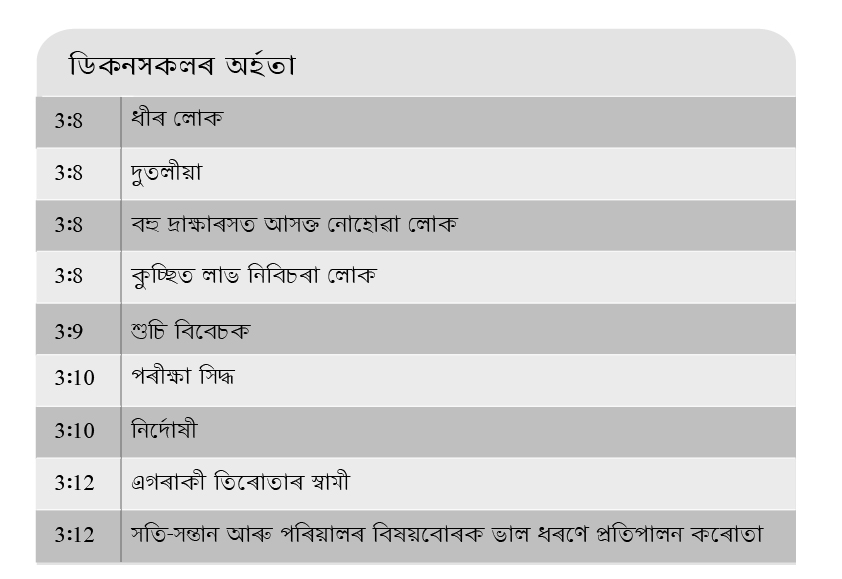 ডিকনসকলৰ অৰ্হতা
3:8 ধীৰ লোক
3:8 দুতলীয়া
3:8 বহু দ্ৰাক্ষাৰসত আসক্ত নোহোৱা লোক
3:8 কুচ্ছিত লাভ নিবিচৰা লোক
3:9 শুচি বিবেচক
3:10 পৰীক্ষা সিদ্ধ
3:10 নিৰ্দোষী
3:12 এগৰাকী তিৰোতাৰ স্বামী
3:12 সতি-সন্তান আৰু পৰিয়ালৰ বিষয়বোৰক ভাল ধৰণে প্ৰতিপালন কৰোতা